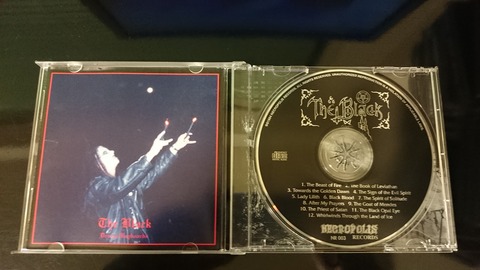 The Black
The Black
1. The Beast of Fire 2. The Book of Leviathan
3. Towards the Golden Dawn 4. The Sign of the Evil Spirit
5. Lady Lilith 6. Black Blood 7. The Spirit of Solitude
8. After My Prayers 9. The Goat of Mendes
10. The Priest of Satan 11. The Black Opal Eye
12. Whirlwinds Through the Land of Ice
NECROPOLIS
NR 003 RECORDS